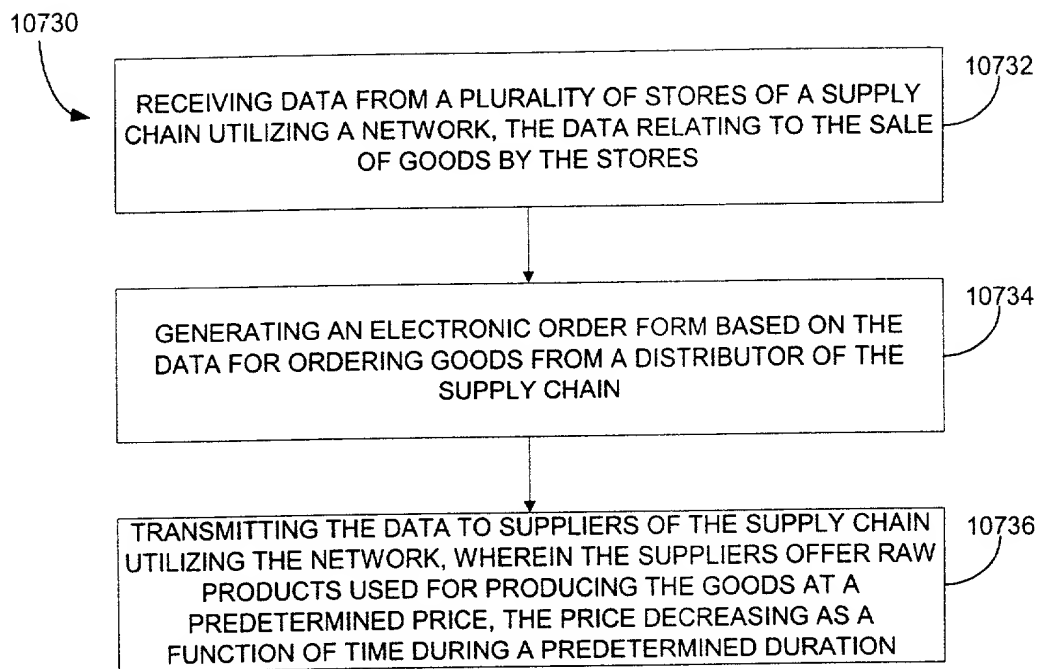 10730
10732
RECEIVING DATA FROM A PLURALITY OF STORES OF A SUPPLY
CHAIN UTILIZING A NETWORK, THE DATA RELATING TO THE SALE
OF GOODS BY THE STORES
10734
GENERATING AN ELECTRONIC ORDER FORM BASED ON THE
DATA FOR ORDERING GOODS FROM A DISTRIBUTOR OF THE
SUPPLY CHAIN
10736
TRANSMITTING THE DATA TO SUPPLIERS OF THE SUPPLY CHAIN
UTILIZING THE NETWORK, WHEREIN THE SUPPLIERS OFFER RAW
PRODUCTS USED FOR PRODUCING THE GOODS AT A
PREDETERMINED PRICE, THE PRICE DECREASING AS A
FUNCTION OF TIME DURING A PREDETERMINED DURATION